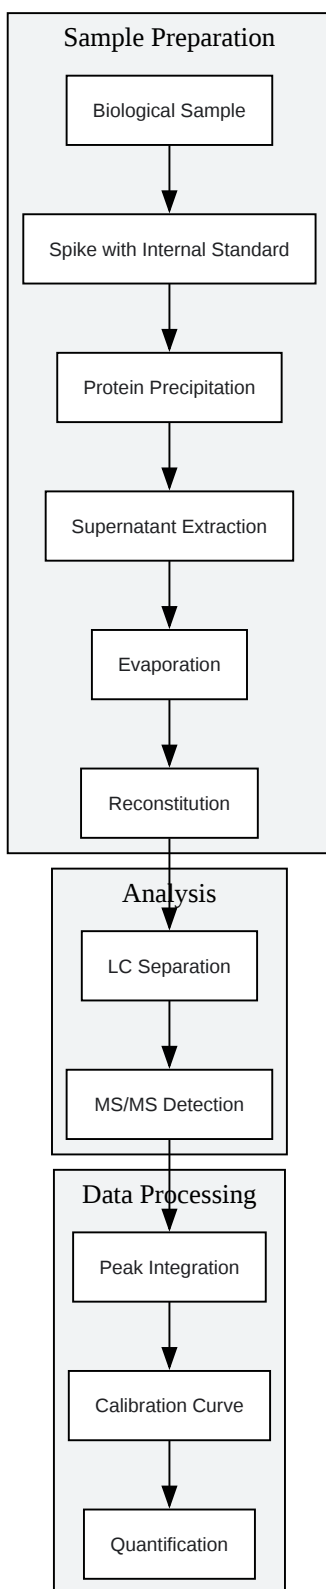 Sample Preparation
Biological Sample
Spike with Internal Standard
Protein Precipitation
Supernatant Extraction
Evaporation
Reconstitution
Analysis
LC Separation
MS/MS Detection
Data Processing
Peak Integration
Calibration Curve
Quantification